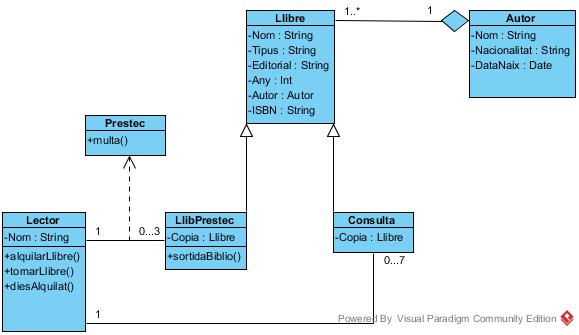 Llibre
-Nom : String
-Tipus : String
-Editorial : String
-Any : Int
-Autor : Autor
-ISBN : String
1..*
1
Autor
-Nom : String
-Nacionalitat : String
-DataNaix : Date
Prestec
+multa()
Lector
-Nom : String
+alquilarLlibre()
+tornarLlibre()
+diesAlquilat()
1
0...3
LlibPrestec
-Copia : Llibre
+sortidaBiblio()
Consulta
-Copia : Llibre
0...7
1
Powered By Visual Paradigm Community Edition